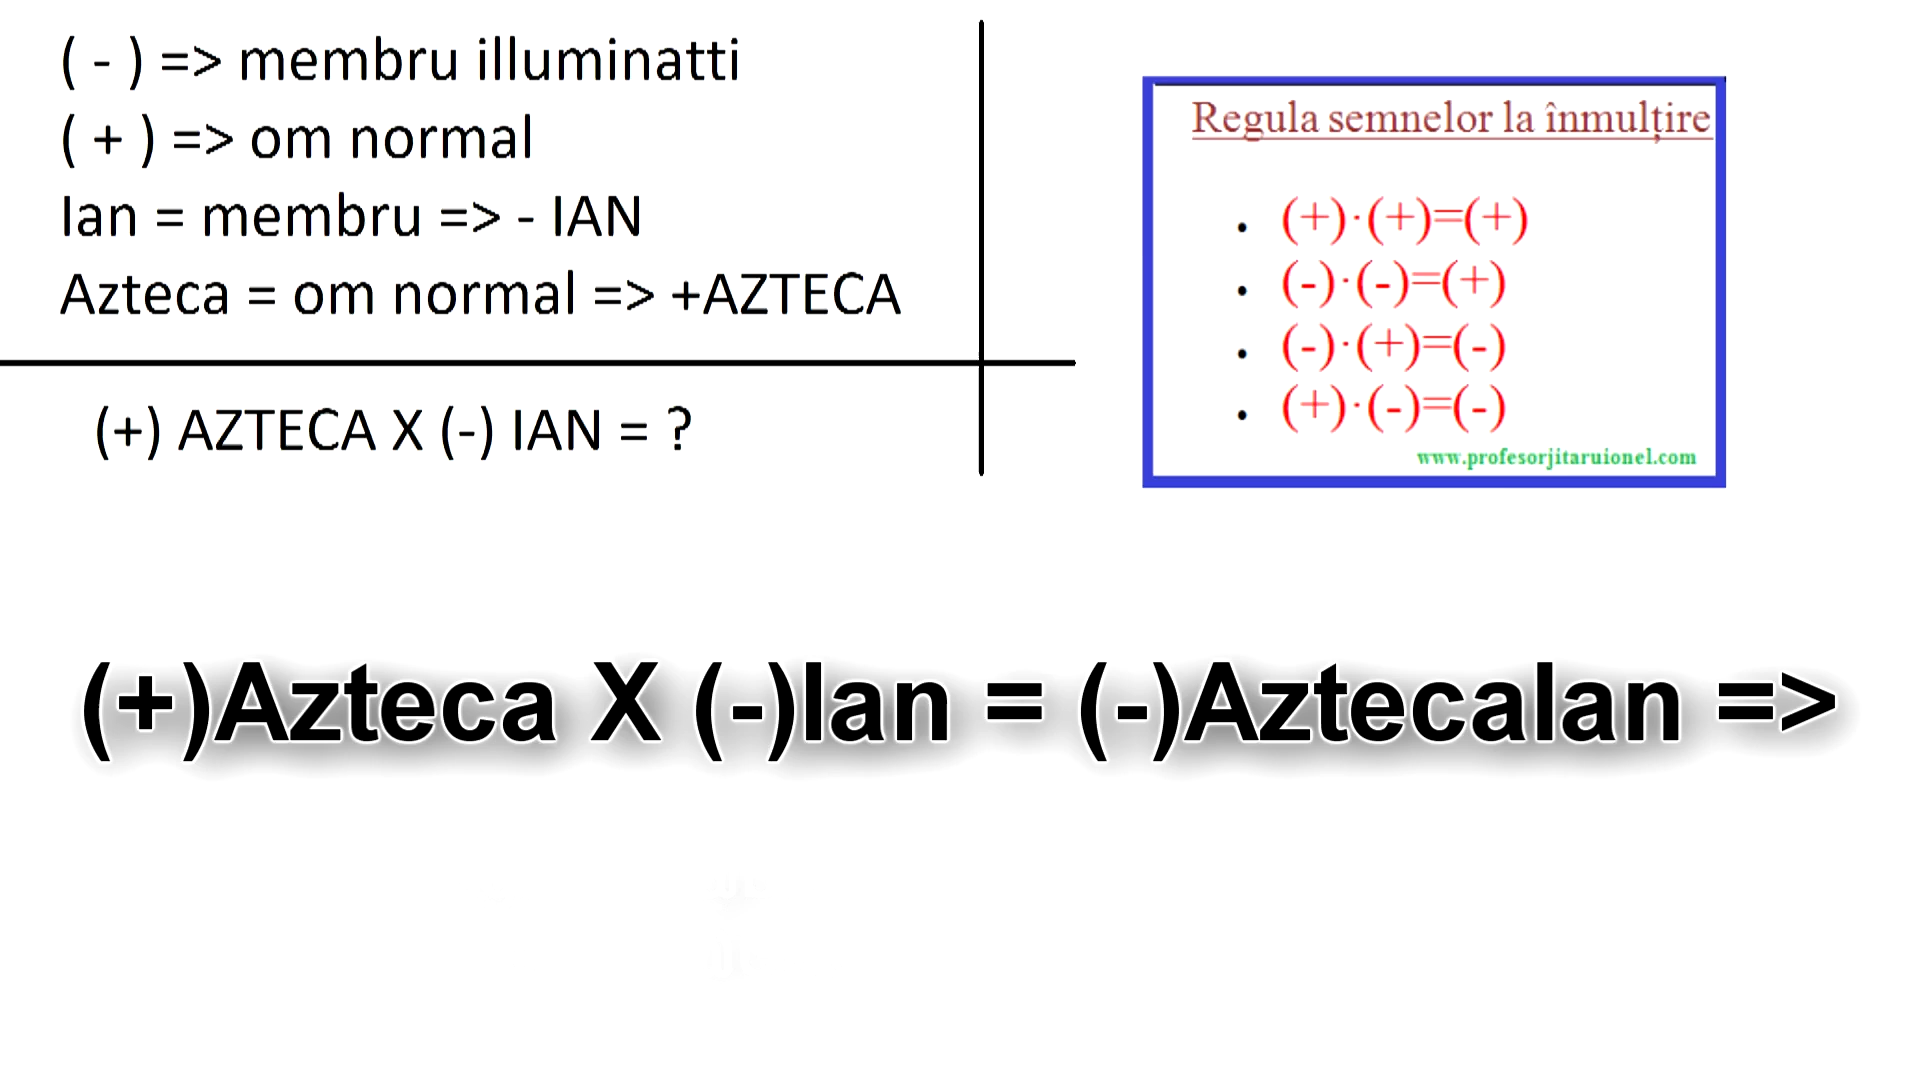 ( - ) => membru illuminatti
( + ) => om normal
Ian = membru => - IAN
Azteca = om normal => +AZTECA
(+) AZTECA X (-) IAN = ?
Regula semnelor la înmulțire
• (+)·(+)=(+)
• (-)·(-)=(+)
• (-)·(+)=(-)
• (+)·(-)=(-)
www.profesorjitaruionel.com
(+)Azteca X (-)Ian = (-)AztecaIan =>